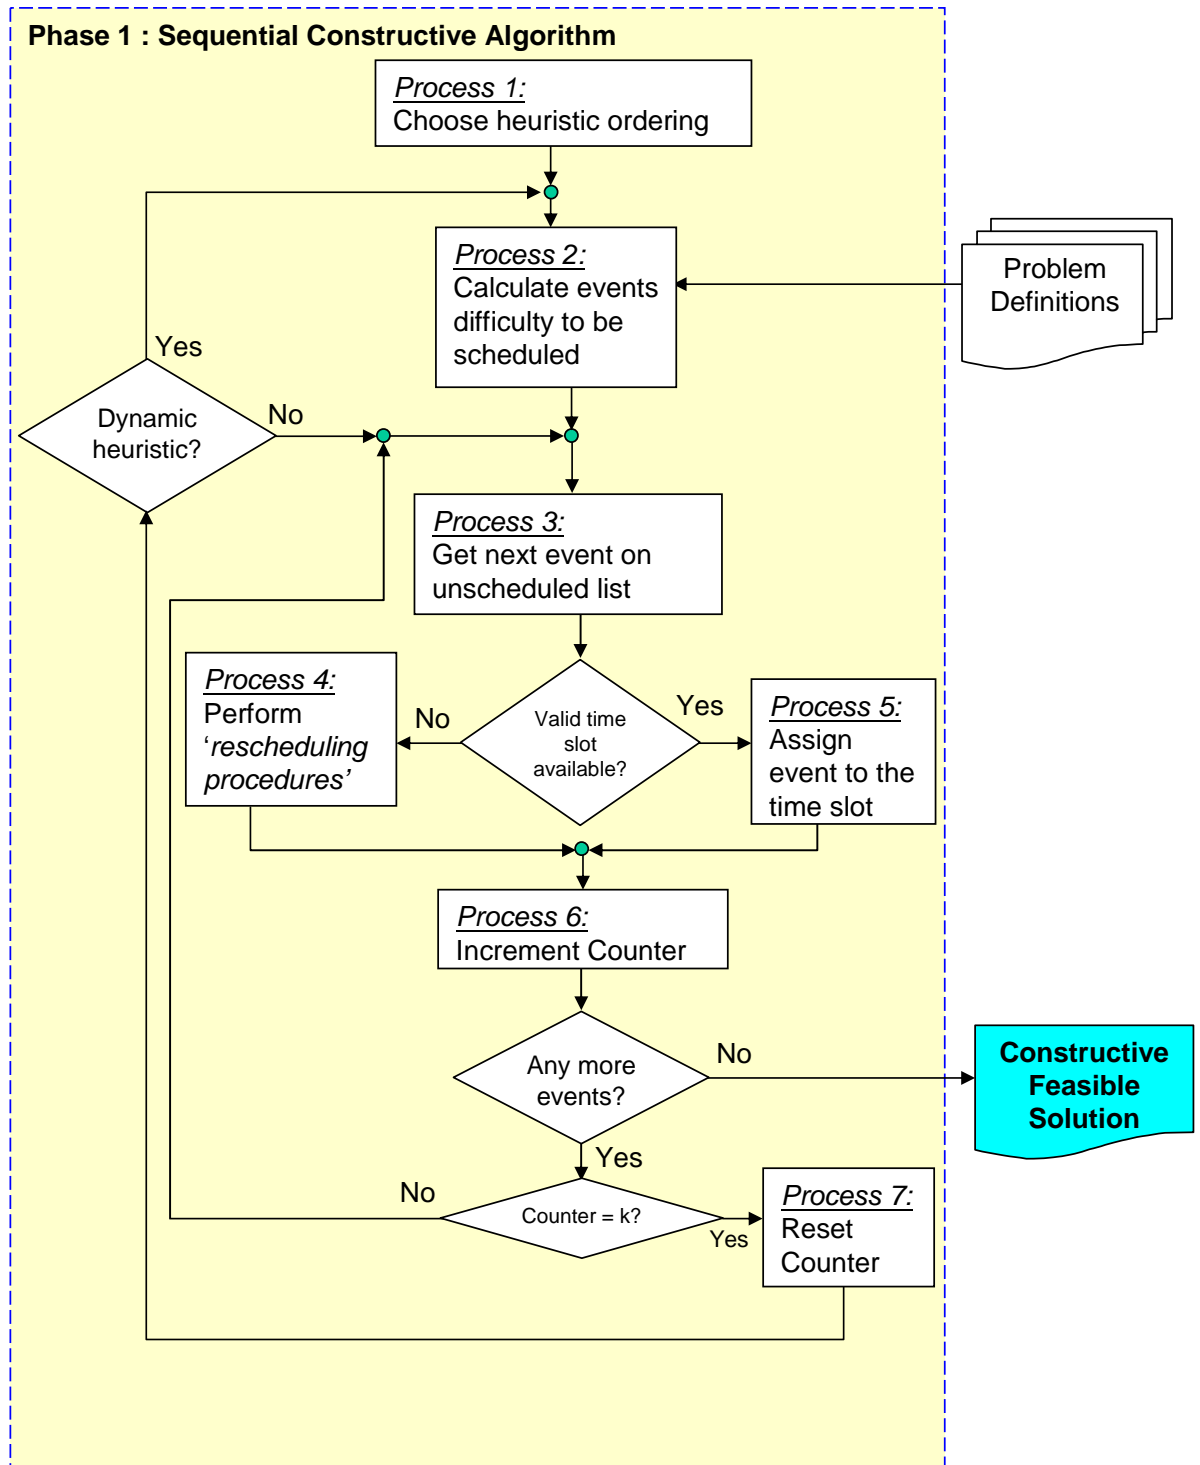 Phase 1 : Sequential Constructive Algorithm
Process 1:
Choose heuristic ordering
Process 2:
Calculate events
difficulty to be
scheduled
Problem
Definitions
Yes
Dynamic
heuristic?
No
Process 3:
Get next event on
unscheduled list
Process 4:
Perform
‘rescheduling
procedures’
No
Valid time
slot
available?
Yes
Process 5:
Assign
event to the
time slot
Process 6:
Increment Counter
Any more
events?
No
Constructive
Feasible
Solution
Yes
No
Counter = k?
Yes
Process 7:
Reset
Counter